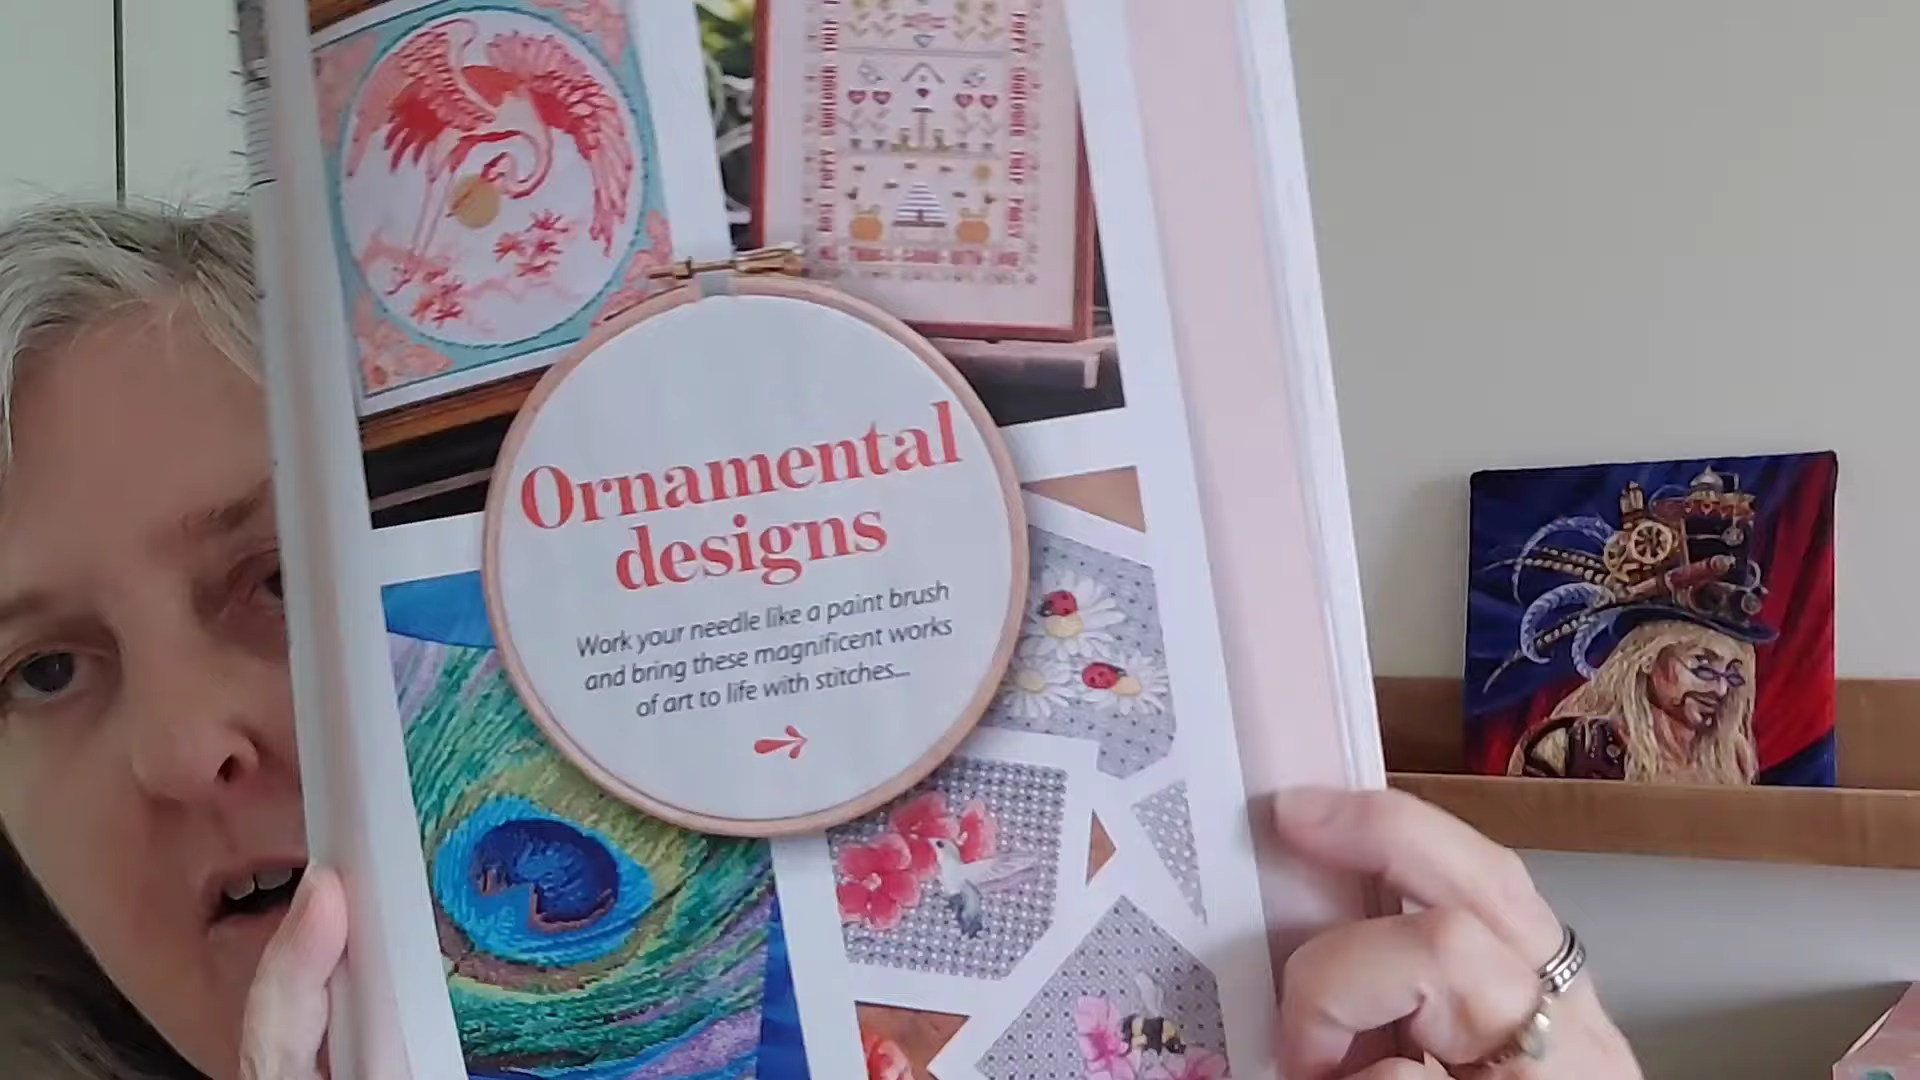 Ornamental
designs
Work your needle like a paint brush
and bring these magnificent works
of art to life with stitches...